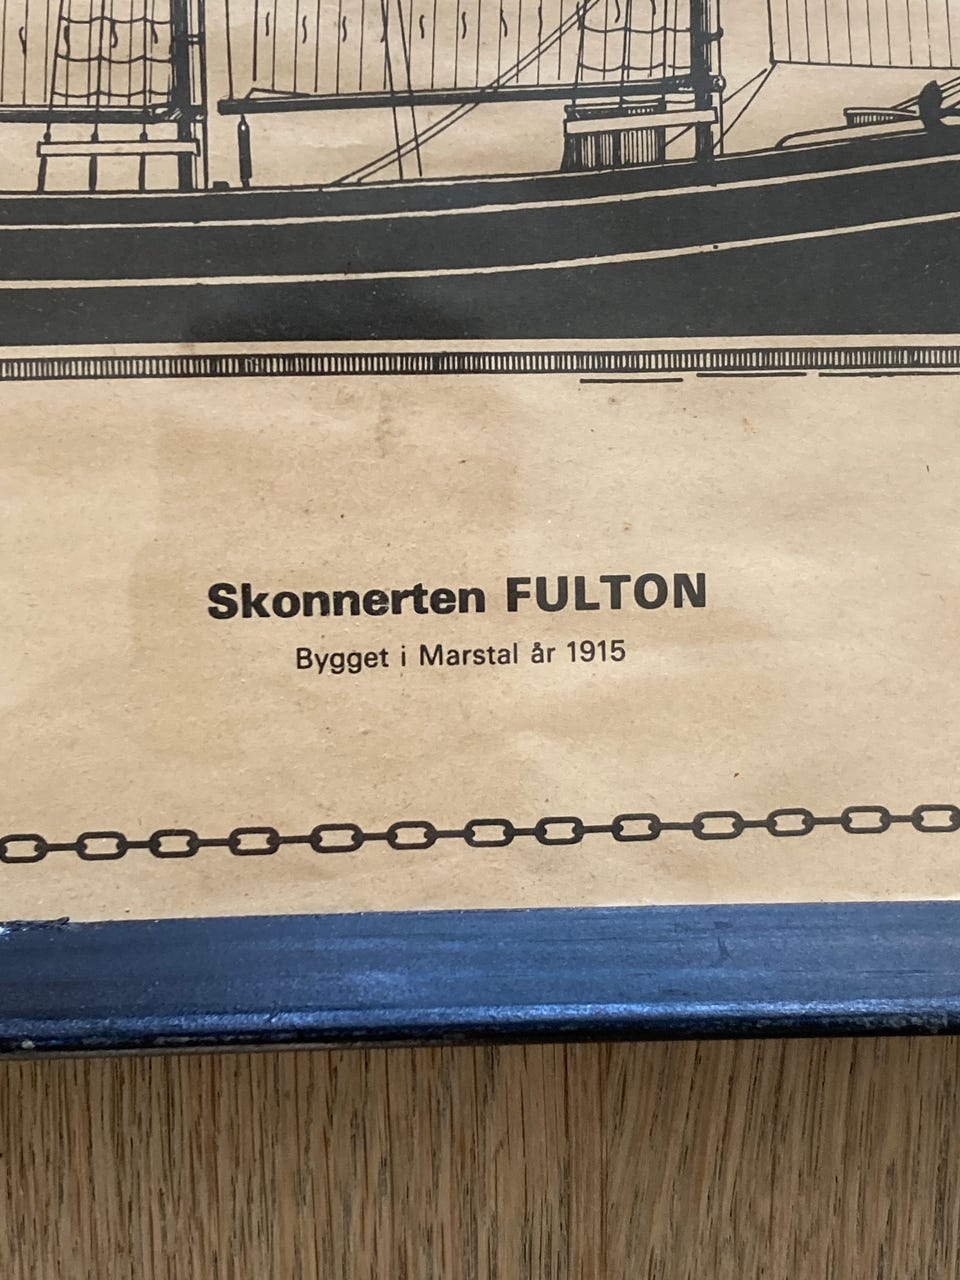 Skonnerten FULTON
Bygget i Marstal år 1915